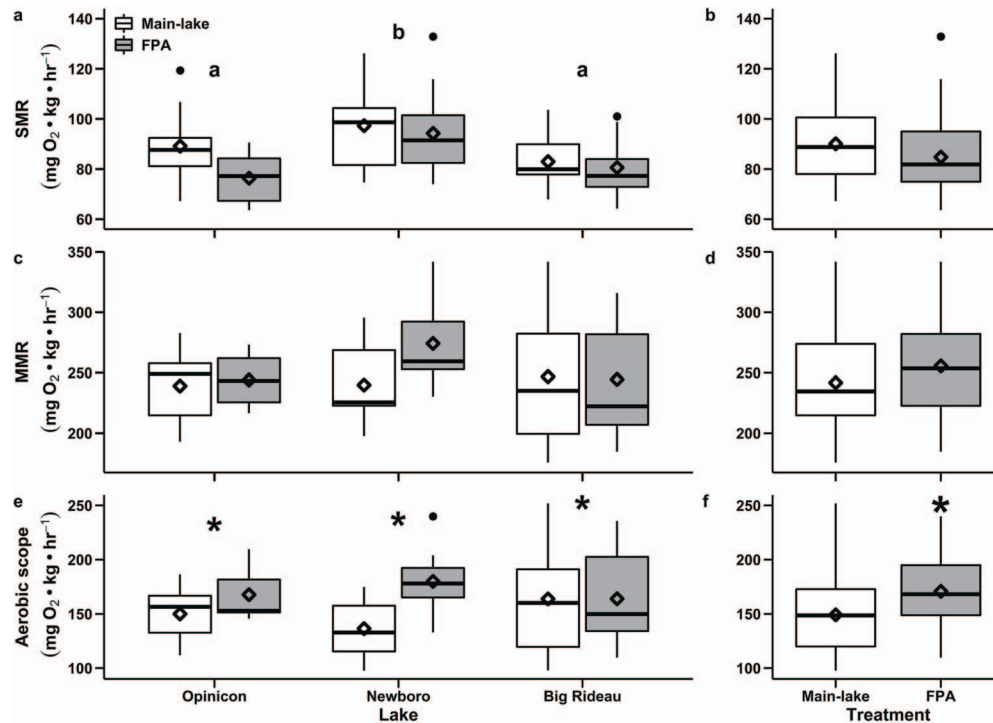 a
b
140
120
100
80
60
SMR
(mg O₂ • kg • hr⁻¹)
Main-lake
FPA
a
b
a
140
120
100
80
60
c
d
350
300
250
200
MMR
(mg O₂ • kg • hr⁻¹)
350
300
250
200
e
f
250
200
150
100
Aerobic scope
(mg O₂ • kg • hr⁻¹)
*
*
*
250
200
150
100
*
Opinicon
Newboro
Big Rideau
Lake
Main-lake
FPA
Treatment